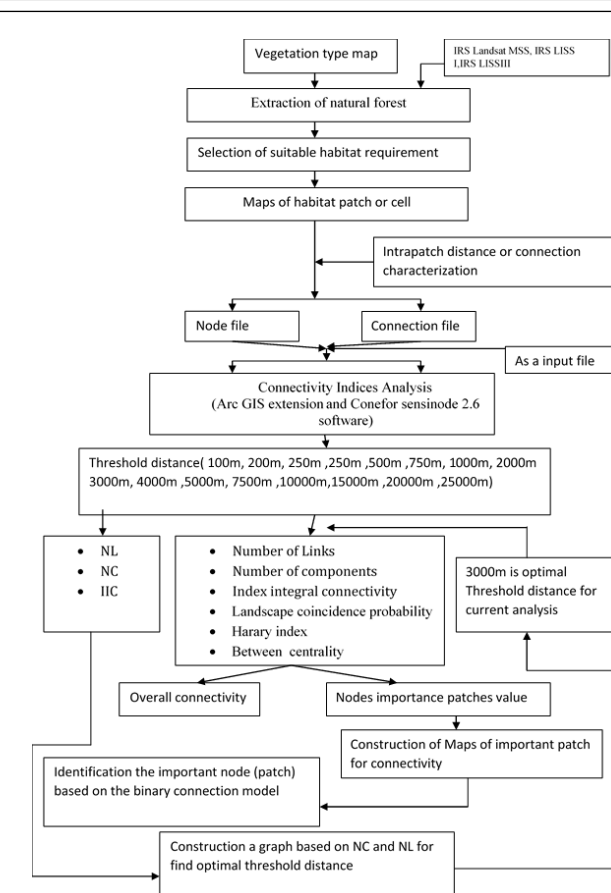 Vegetation type map
IRS Landsat MSS, IRS LISS
I,IRS LISSIII
Extraction of natural forest
Selection of suitable habitat requirement
Maps of habitat patch or cell
Intrapatch distance or connection
characterization
Node file
Connection file
As a input file
Connectivity Indices Analysis
(Arc GIS extension and Conefor sensinode 2.6
software)
Threshold distance( 100m, 200m, 250m ,250m ,500m ,750m, 1000m, 2000m
3000m, 4000m ,5000m, 7500m ,10000m,15000m ,20000m ,25000m)
• NL
• NC
• IIC
• Number of Links
• Number of components
• Index integral connectivity
• Landscape coincidence probability
• Harary index
• Between centrality
3000m is optimal
Threshold distance for
current analysis
Overall connectivity
Nodes importance patches value
Construction of Maps of important patch
for connectivity
Identification the important node (patch)
based on the binary connection model
Construction a graph based on NC and NL for
find optimal threshold distance